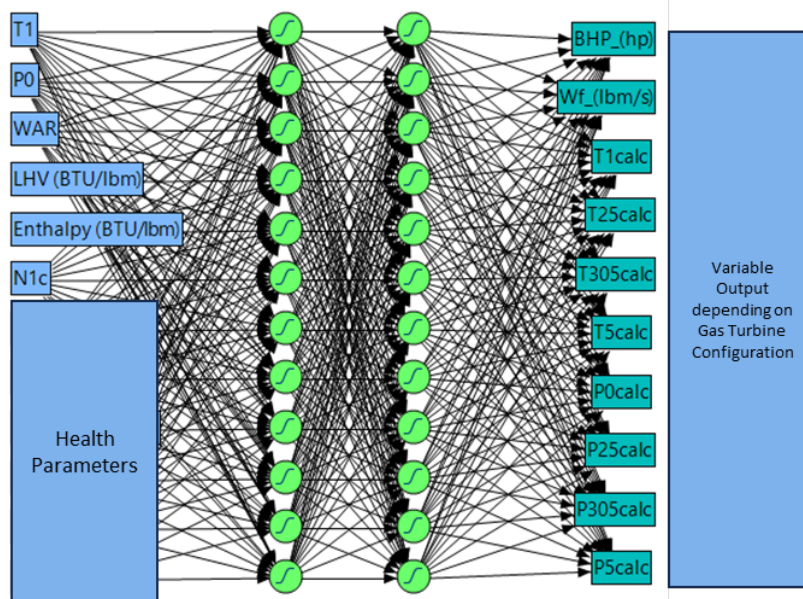 T1
P0
WAR
LHV (BTU/lbm)
Enthalpy (BTU/lbm)
N1c
Health
Parameters
BHP_(hp)
Wf_(lbm/s)
T1calc
T25calc
T305calc
T5calc
P0calc
P25calc
P305calc
P5calc
Variable
Output
depending on
Gas Turbine
Configuration